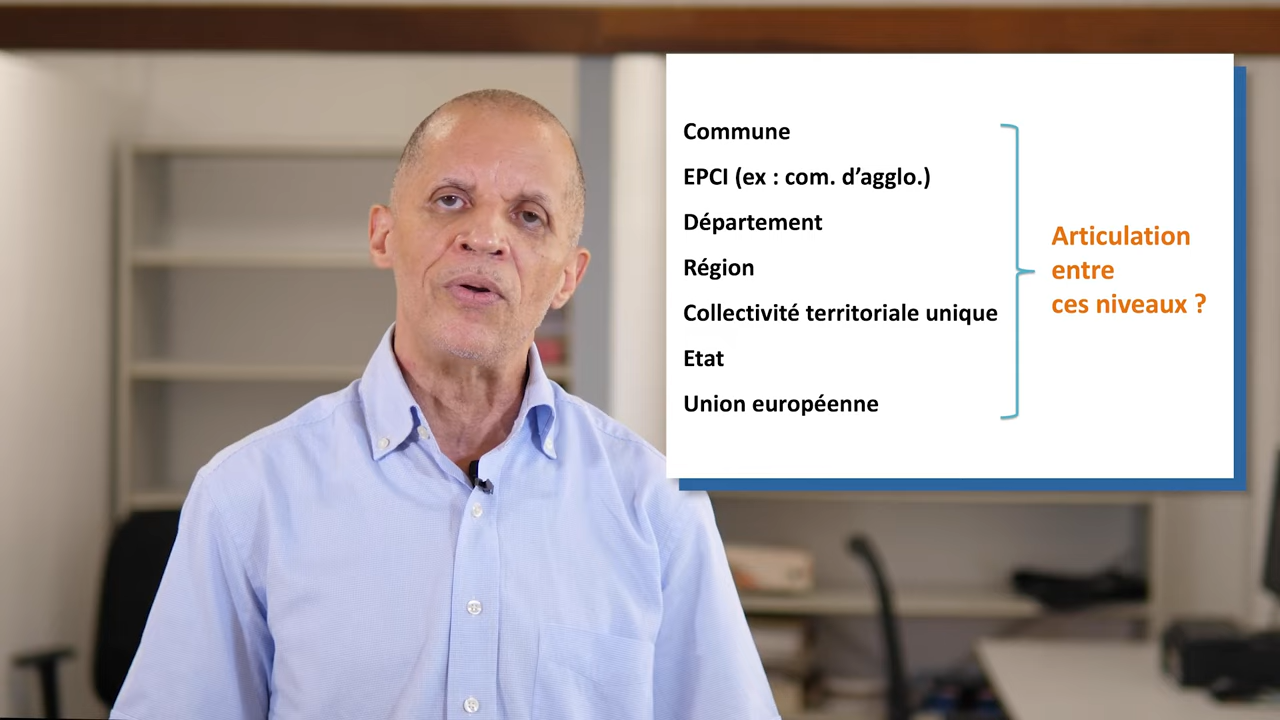 Commune
EPCI (ex : com. d’agglo.)
Département
Région
Collectivité territoriale unique
Etat
Union européenne
Articulation
entre
ces niveaux ?